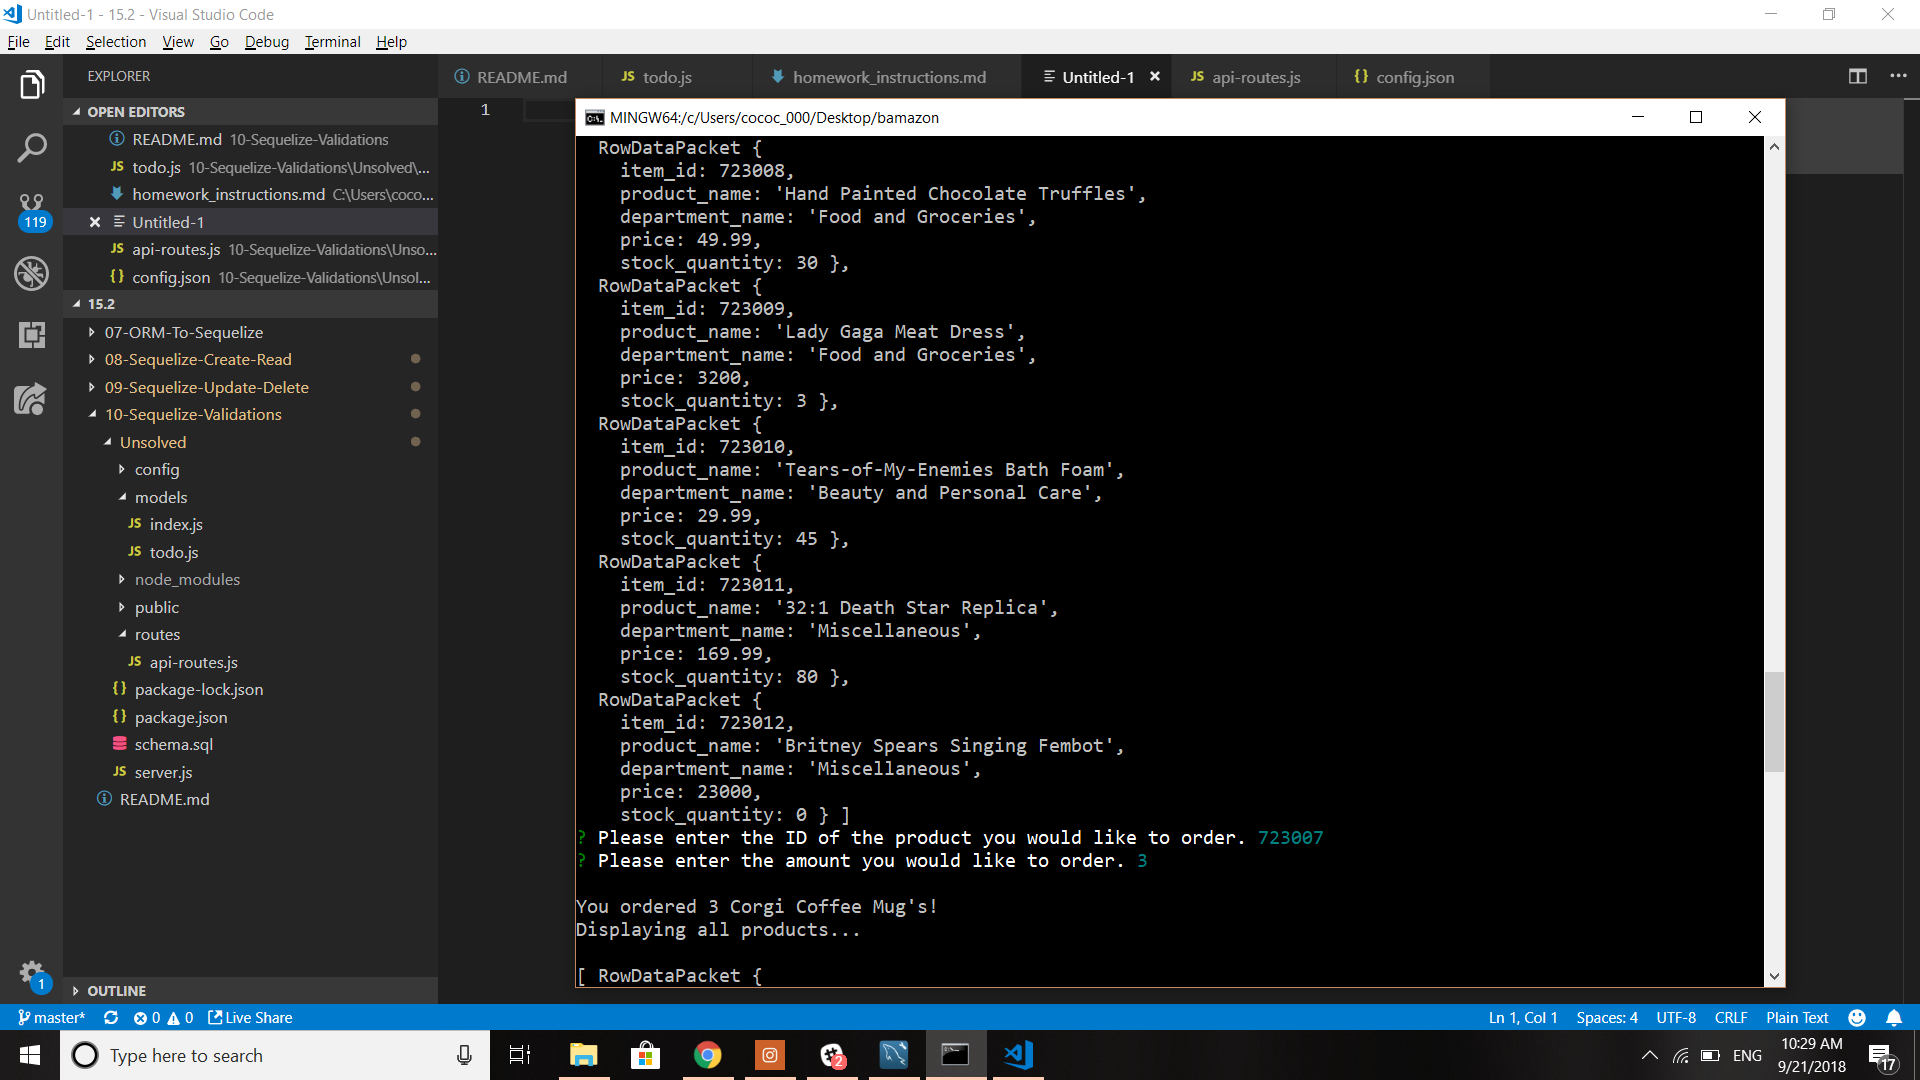 Untitled-1 - 15.2 - Visual Studio Code
File Edit Selection View Go Debug Terminal Help
EXPLORER
README.md
JS todo.js
homework_instructions.md
Untitled-1
JS api-routes.js
{} config.json
OPEN EDITORS
README.md 10-Sequelize-Validations
JS todo.js 10-Sequelize-Validations\Unsolved\...
homework_instructions.md C:\Users\coco...
Untitled-1
JS api-routes.js 10-Sequelize-Validations\Unso...
{} config.json 10-Sequelize-Validations\Unsol...
119
15.2
07-ORM-To-Sequelize
08-Sequelize-Create-Read
09-Sequelize-Update-Delete
10-Sequelize-Validations
Unsolved
config
models
JS index.js
JS todo.js
node_modules
public
routes
JS api-routes.js
{} package-lock.json
{} package.json
schema.sql
JS server.js
README.md
1
OUTLINE
1
MINGW64:/c/Users/cococ_000/Desktop/bamazon
RowDataPacket {
item_id: 723008,
product_name: 'Hand Painted Chocolate Truffles',
department_name: 'Food and Groceries',
price: 49.99,
stock_quantity: 30 },
RowDataPacket {
item_id: 723009,
product_name: 'Lady Gaga Meat Dress',
department_name: 'Food and Groceries',
price: 3200,
stock_quantity: 3 },
RowDataPacket {
item_id: 723010,
product_name: 'Tears-of-My-Enemies Bath Foam',
department_name: 'Beauty and Personal Care',
price: 29.99,
stock_quantity: 45 },
RowDataPacket {
item_id: 723011,
product_name: '32:1 Death Star Replica',
department_name: 'Miscellaneous',
price: 169.99,
stock_quantity: 80 },
RowDataPacket {
item_id: 723012,
product_name: 'Britney Spears Singing Fembot',
department_name: 'Miscellaneous',
price: 23000,
stock_quantity: 0 } ]
? Please enter the ID of the product you would like to order. 723007
? Please enter the amount you would like to order. 3
You ordered 3 Corgi Coffee Mug's!
Displaying all products...
[ RowDataPacket {
master* 0 0 Live Share
Ln 1, Col 1 Spaces: 4 UTF-8 CRLF Plain Text
Type here to search
2
ENG
10:29 AM
9/21/2018
17